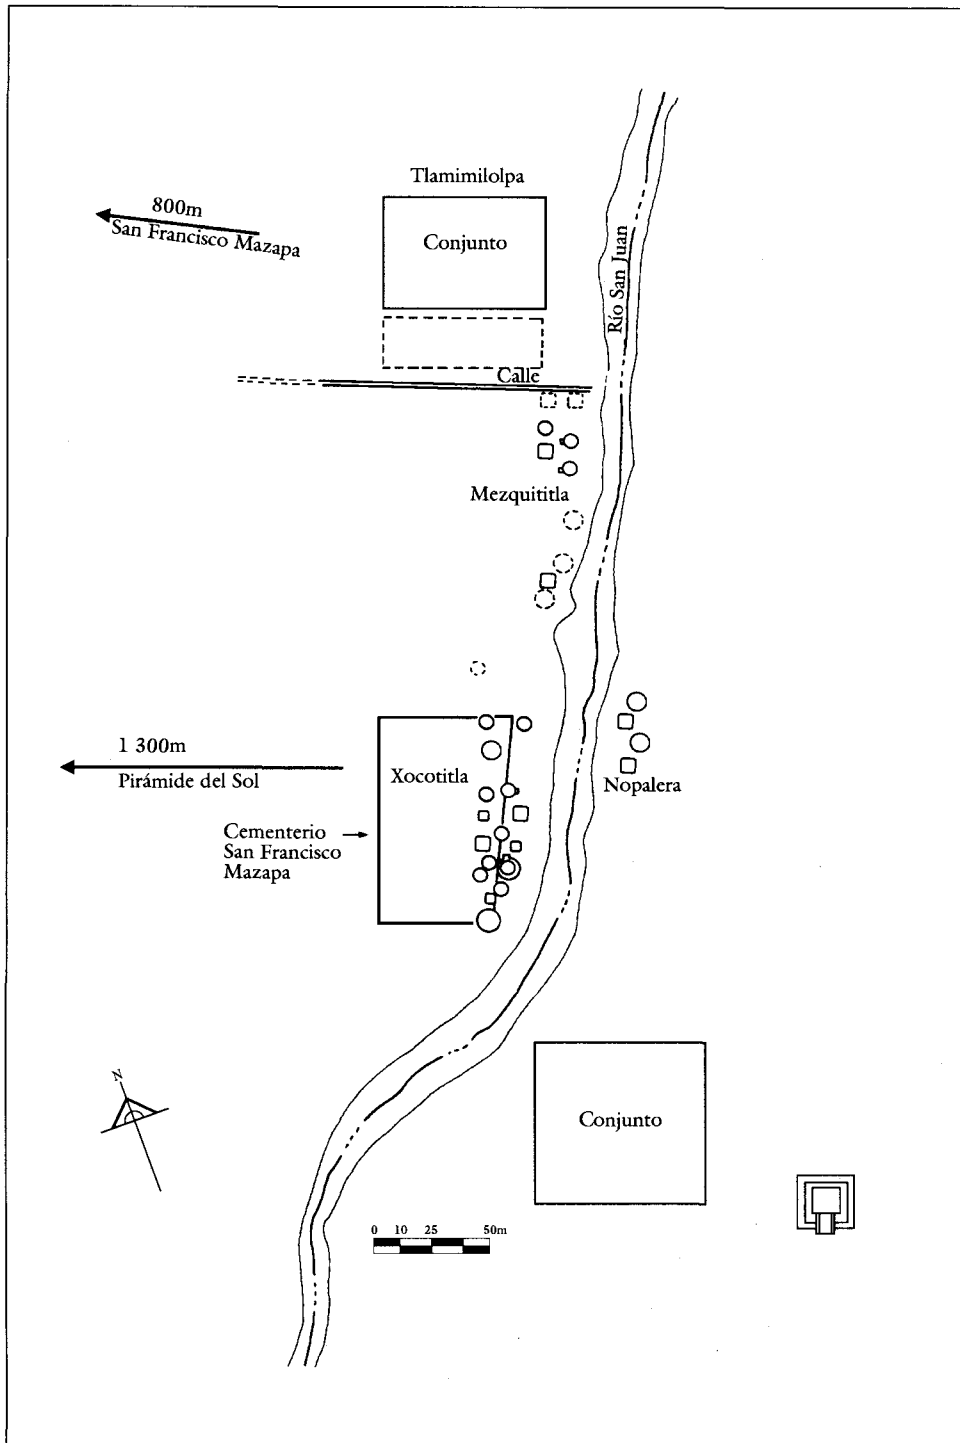 Tlamimilolpa
800m
San Francisco Mazapa
Conjunto
Río San Juan
Calle
Mezquititla
1 300m
Pirámide del Sol
Xocotitla
Nopalera
Cementerio
San Francisco
Mazapa
N
Conjunto
0 10 25 50m